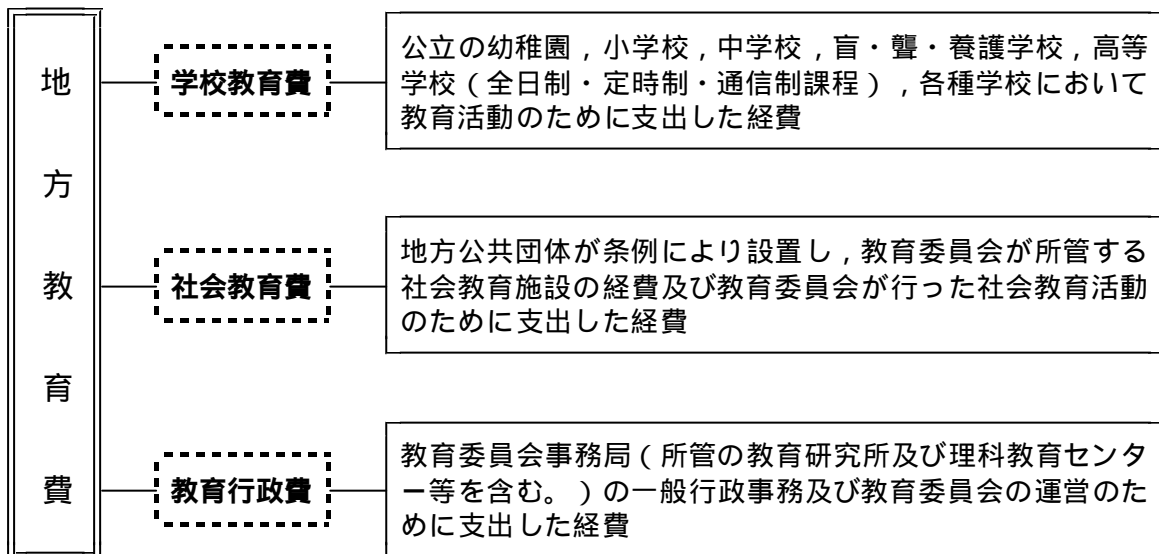 地方教育費
学校教育費
公立の幼稚園，小学校，中学校，盲・聾・養護学校，高等
学校（全日制・定時制・通信制課程），各種学校において
教育活動のために支出した経費
社会教育費
地方公共団体が条例により設置し，教育委員会が所管する
社会教育施設の経費及び教育委員会が行った社会教育活動
のために支出した経費
教育行政費
教育委員会事務局（所管の教育研究所及び理科教育センタ
ー等を含む。）の一般行政事務及び教育委員会の運営のた
めに支出した経費